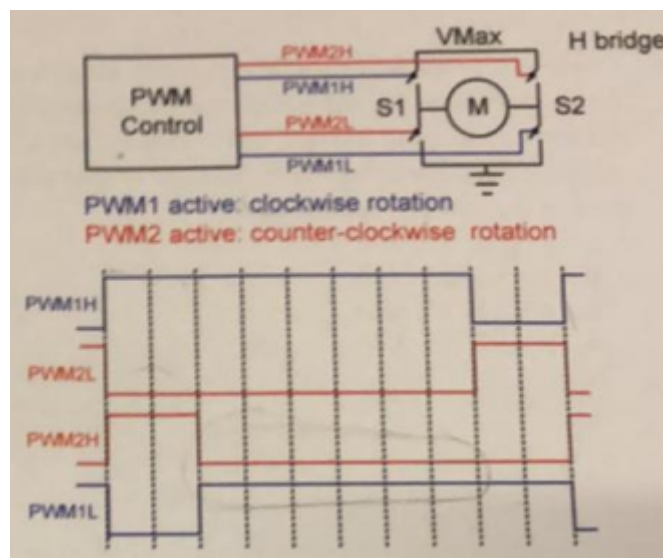 PWM2H
VMax
H bridge
PWM
Control
PWM1H
S1
M
S2
PWM2L
PWM1L
PWM1 active: clockwise rotation
PWM2 active: counter-clockwise rotation
PWM1H
PWM2L
PWM2H
PWM1L